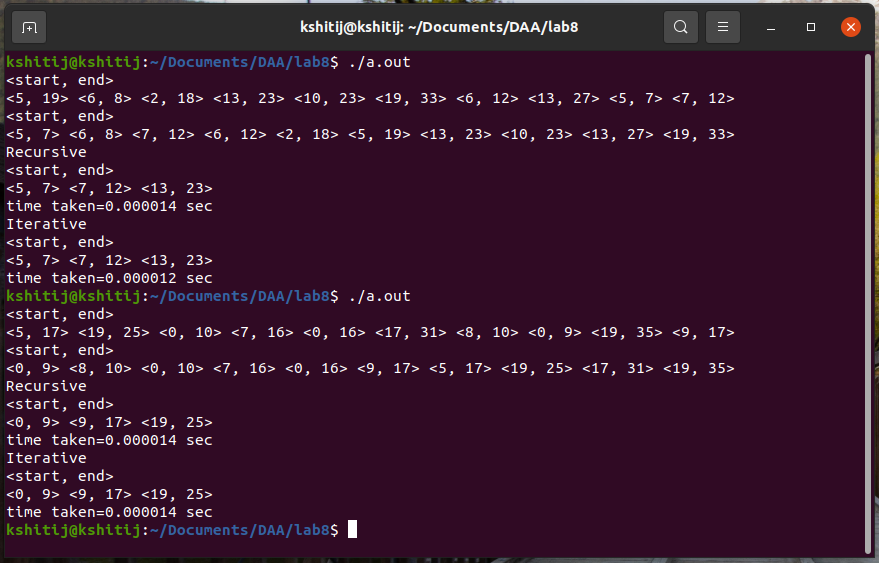 kshitij@kshitij: ~/Documents/DAA/lab8
kshitij@kshitij:~/Documents/DAA/lab8$ ./a.out
<start, end>
<5, 19> <6, 8> <2, 18> <13, 23> <10, 23> <19, 33> <6, 12> <13, 27> <5, 7> <7, 12>
<start, end>
<5, 7> <6, 8> <7, 12> <6, 12> <2, 18> <5, 19> <13, 23> <10, 23> <13, 27> <19, 33>
Recursive
<start, end>
<5, 7> <7, 12> <13, 23>
time taken=0.000014 sec
Iterative
<start, end>
<5, 7> <7, 12> <13, 23>
time taken=0.000012 sec
kshitij@kshitij:~/Documents/DAA/lab8$ ./a.out
<start, end>
<5, 17> <19, 25> <0, 10> <7, 16> <0, 16> <17, 31> <8, 10> <0, 9> <19, 35> <9, 17>
<start, end>
<0, 9> <8, 10> <0, 10> <7, 16> <0, 16> <9, 17> <5, 17> <19, 25> <17, 31> <19, 35>
Recursive
<start, end>
<0, 9> <9, 17> <19, 25>
time taken=0.000014 sec
Iterative
<start, end>
<0, 9> <9, 17> <19, 25>
time taken=0.000014 sec
kshitij@kshitij:~/Documents/DAA/lab8$